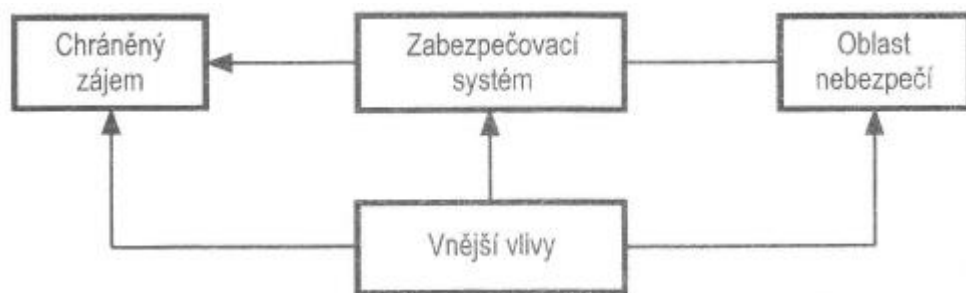 Chráněný
zájem
Zabezpečovací
systém
Oblast
nebezpečí
Vnější vlivy